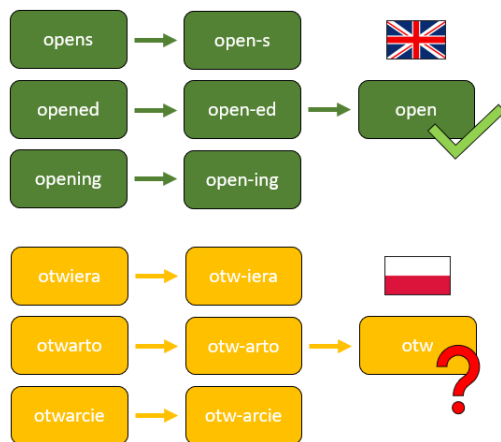 opens open-s
opened open-ed open
opening open-ing
otwiera otw-iera
otwarto otw-arto otw
?
otwarcie otw-arcie